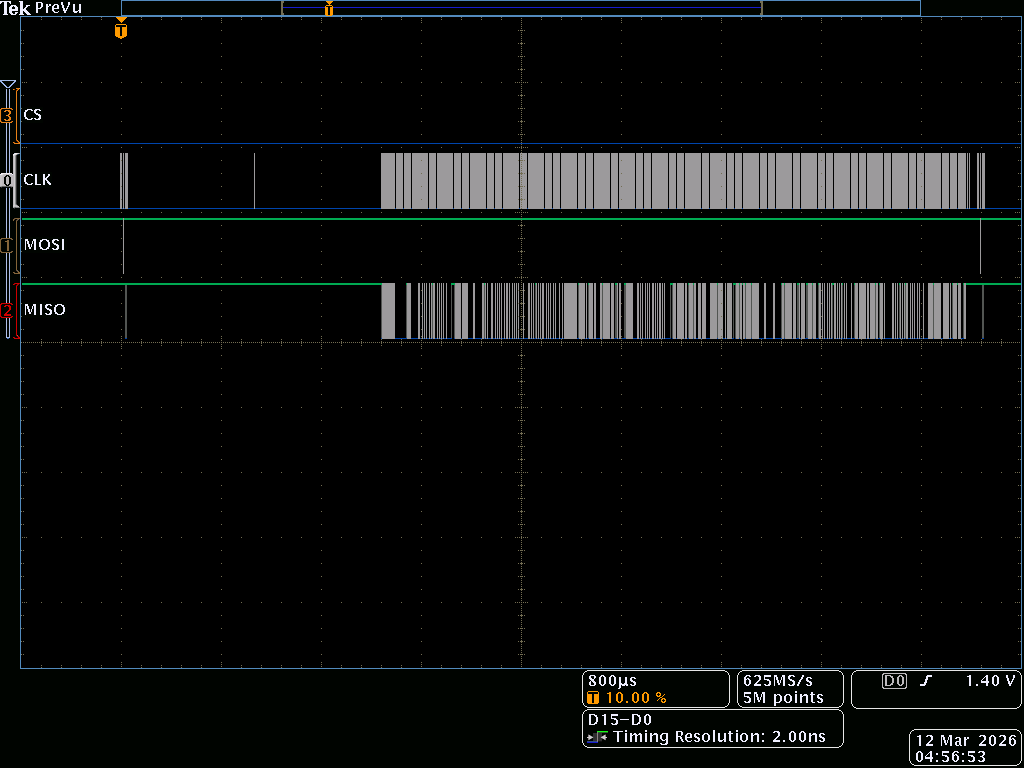 Tek PreVu
T
T
3 CS
0 CLK
1 MOSI
2 MISO
800µs
T 10.00 %
625MS/s
5M points
D0 1.40 V
D15-D0
Timing Resolution: 2.00ns
12 Mar 2026
04:56:53